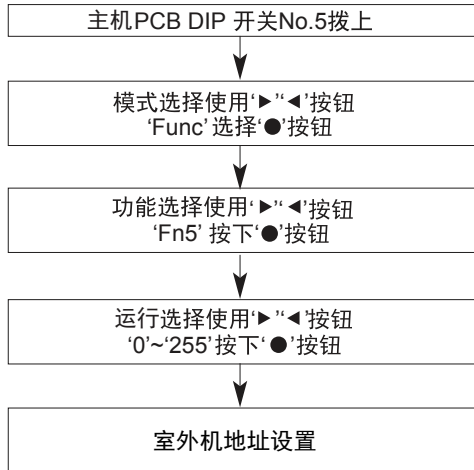 主机PCB DIP 开关No.5拨上
模式选择使用‘►’‘◄’按钮
‘Func’选择‘●’按钮
功能选择使用‘►’‘◄’按钮
‘Fn5’ 按下‘●’按钮
运行选择使用‘►’‘◄’按钮
‘0’~‘255’按下‘●’按钮
室外机地址设置